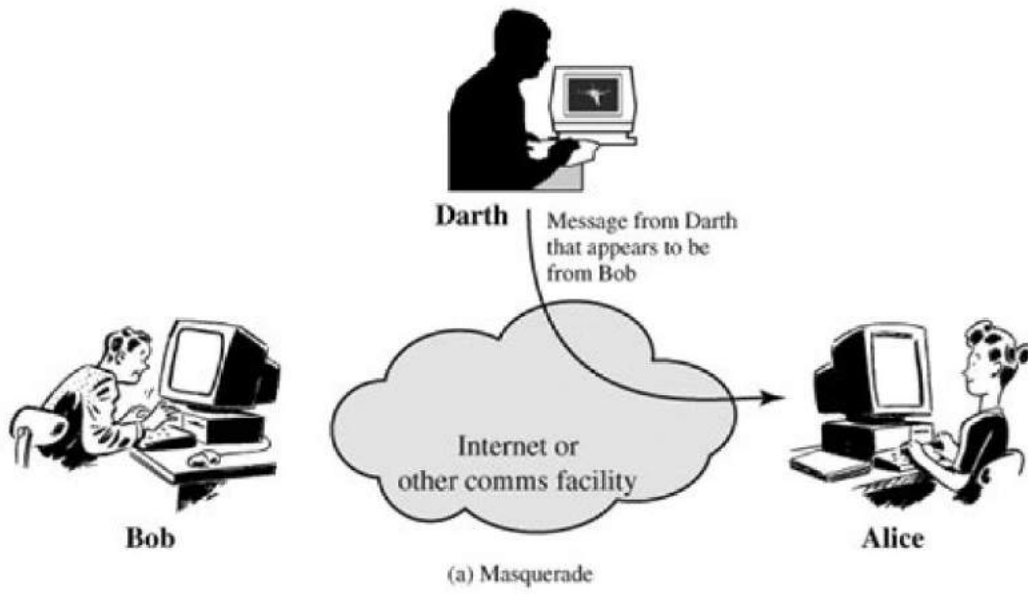 Darth
Message from Darth
that appears to be
from Bob
Internet or
other comms facility
Bob
Alice
(a) Masquerade